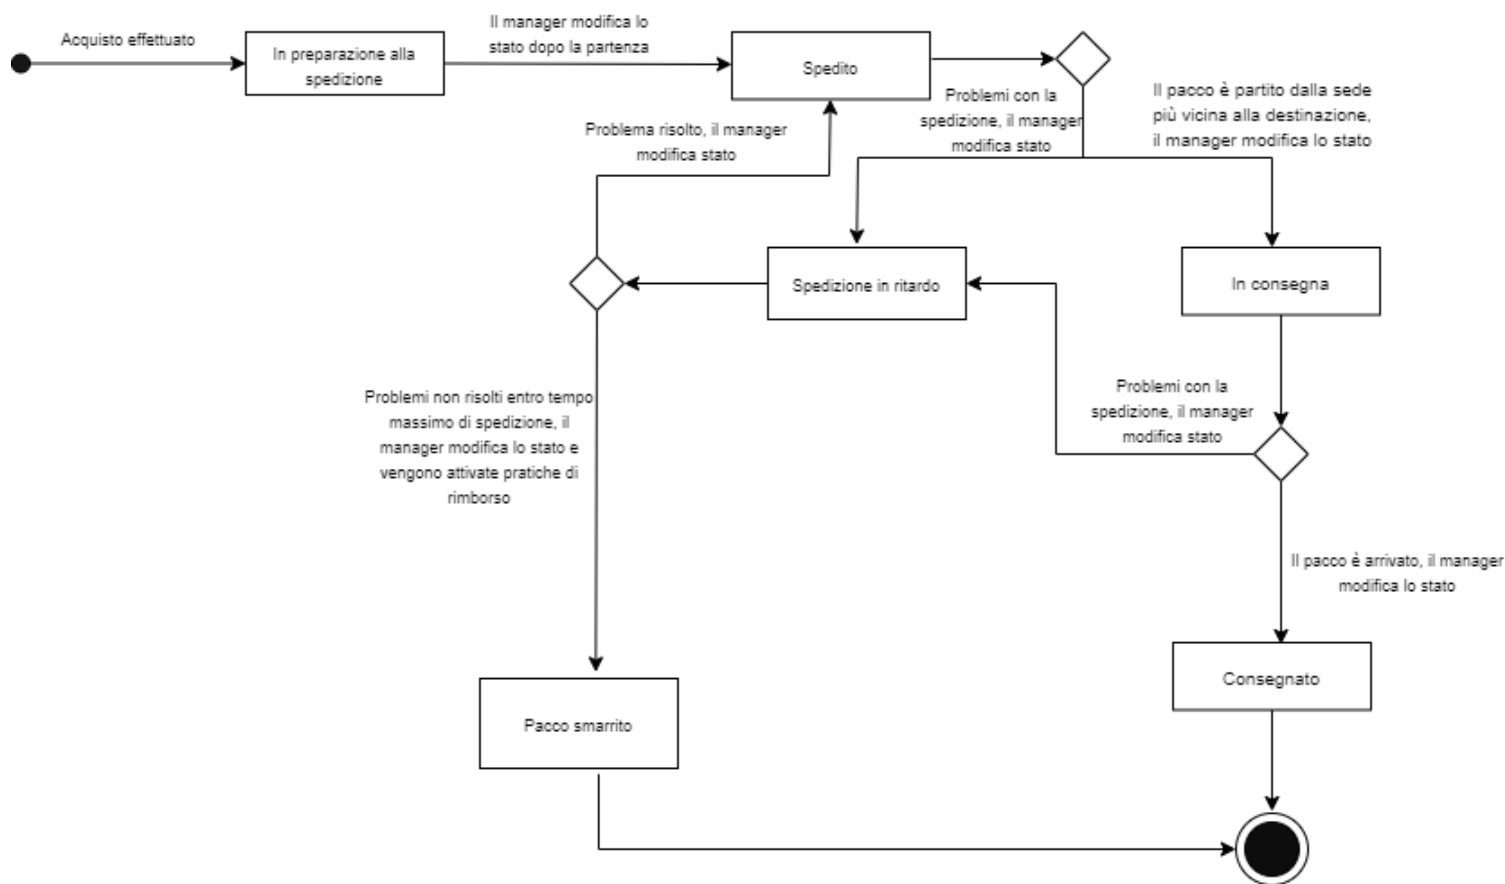 Acquisto effettuato
In preparazione alla
spedizione
Il manager modifica lo
stato dopo la partenza
Spedito
Problemi con la
spedizione, il manager
modifica stato
Il pacco è partito dalla sede
più vicina alla destinazione,
il manager modifica lo stato
Problema risolto, il manager
modifica stato
Spedizione in ritardo
In consegna
Problemi non risolti entro tempo
massimo di spedizione, il
manager modifica lo stato e
vengono attivate pratiche di
rimborso
Problemi con la
spedizione, il manager
modifica stato
Il pacco è arrivato, il manager
modifica lo stato
Consegnato
Pacco smarrito